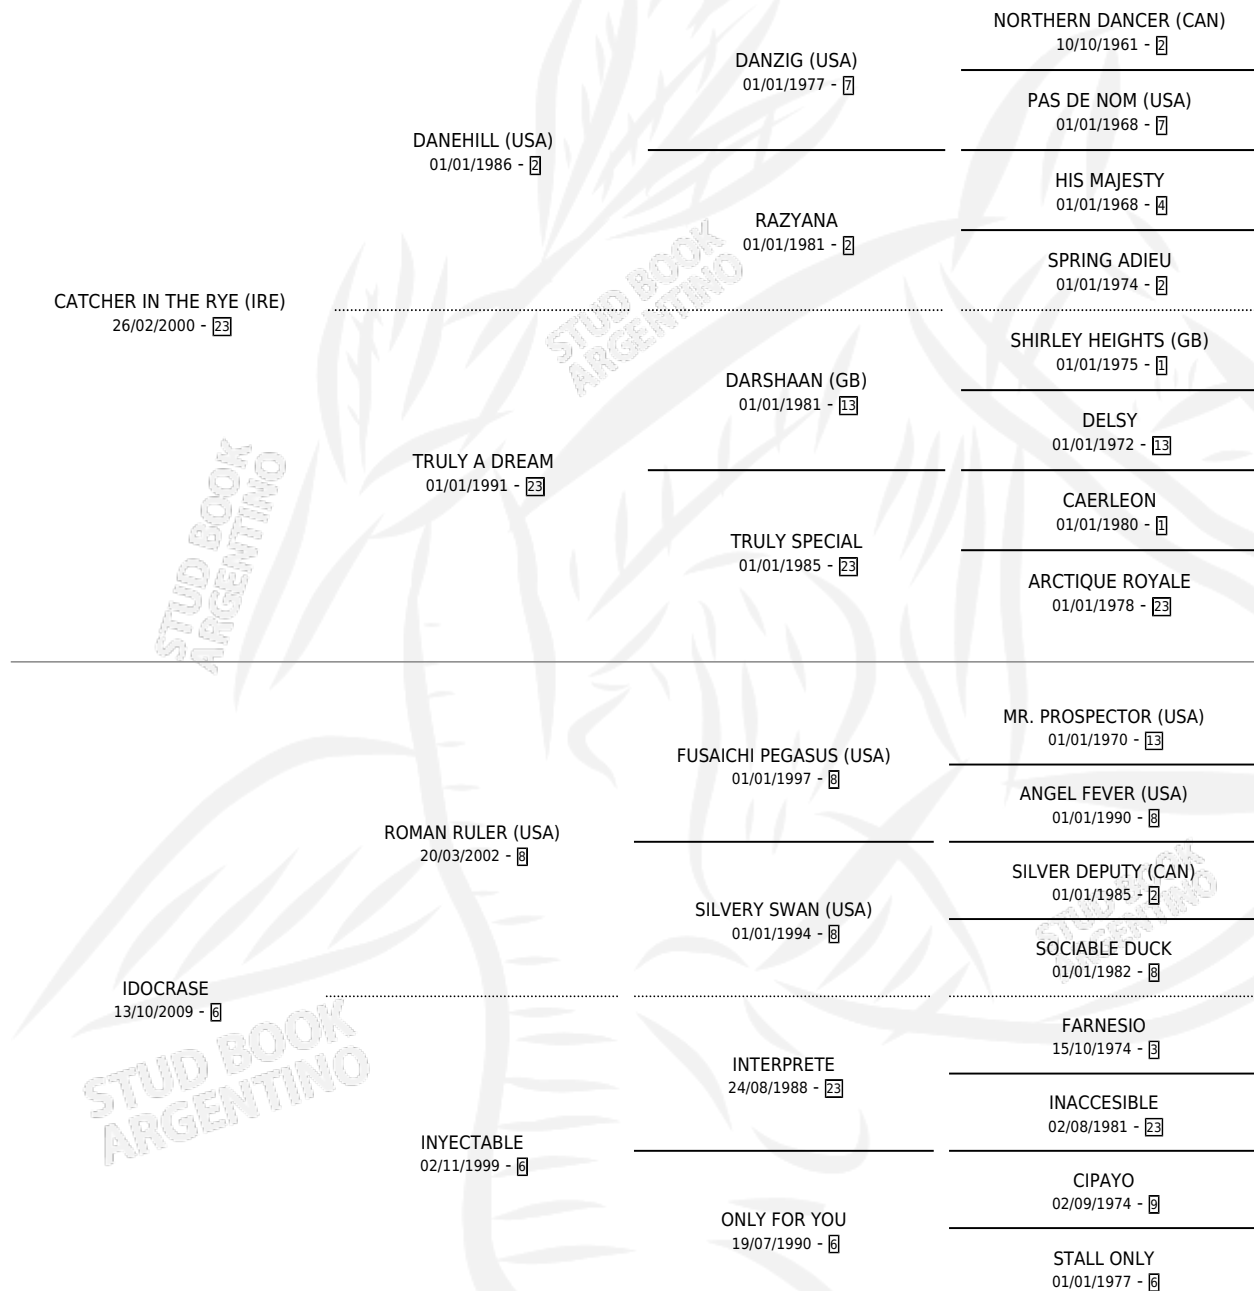 NORTHERN DANCER (CAN)
10/10/1961 - 2
DANZIG (USA)
01/01/1977 - 7
PAS DE NOM (USA)
01/01/1968 - 7
DANEHILL (USA)
01/01/1986 - 2
HIS MAJESTY
01/01/1968 - 4
RAZYANA
01/01/1981 - 2
SPRING ADIEU
01/01/1974 - 2
CATCHER IN THE RYE (IRE)
26/02/2000 - 23
SHIRLEY HEIGHTS (GB)
01/01/1975 - 1
DARSHAAN (GB)
01/01/1981 - 13
DELSY
01/01/1972 - 13
TRULY A DREAM
01/01/1991 - 23
CAERLEON
01/01/1980 - 1
TRULY SPECIAL
01/01/1985 - 23
ARCTIQUE ROYALE
01/01/1978 - 23
MR. PROSPECTOR (USA)
01/01/1970 - 13
FUSAICHI PEGASUS (USA)
01/01/1997 - 8
ANGEL FEVER (USA)
01/01/1990 - 8
ROMAN RULER (USA)
20/03/2002 - 8
SILVER DEPUTY (CAN)
01/01/1985 - 2
SILVERY SWAN (USA)
01/01/1994 - 8
SOCIABLE DUCK
01/01/1982 - 8
IDOCRASE
13/10/2009 - 6
FARNESIO
15/10/1974 - 3
INTERPRETE
24/08/1988 - 23
INACCESIBLE
02/08/1981 - 23
INYECTABLE
02/11/1999 - 6
CIPAYO
02/09/1974 - 9
ONLY FOR YOU
19/07/1990 - 6
STALL ONLY
01/01/1977 - 6
STUD BOOK
ARGENTINO
STUD BOOK
ARGENTINO
STUD BOOK
ARGENTINO
STUD BOOK
ARGENTINO